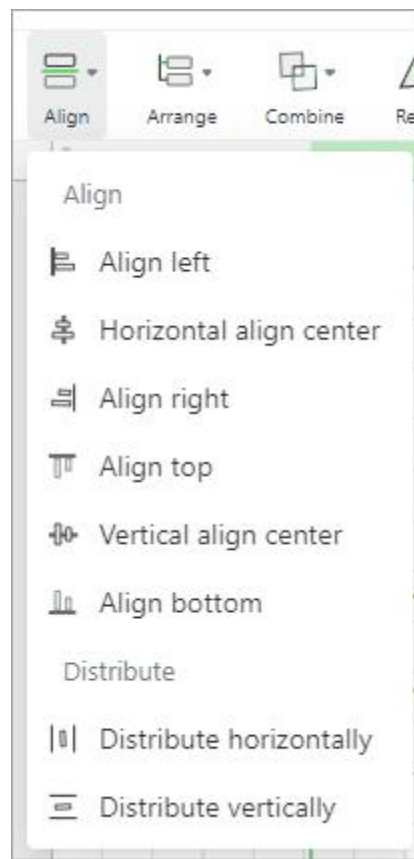 Align
Arrange
Combine
Align
Align left
Horizontal align center
Align right
Align top
Vertical align center
Align bottom
Distribute
Distribute horizontally
Distribute vertically